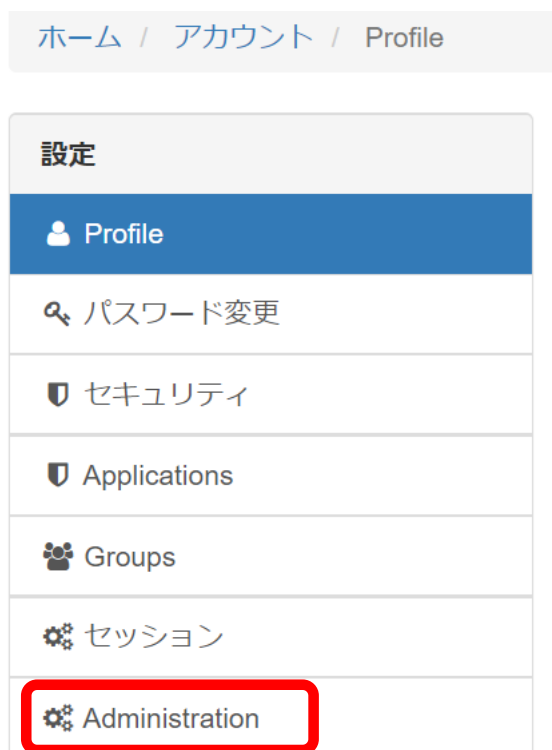 ホーム / アカウント / Profile
設定
Profile
パスワード変更
セキュリティ
Applications
Groups
セッション
Administration